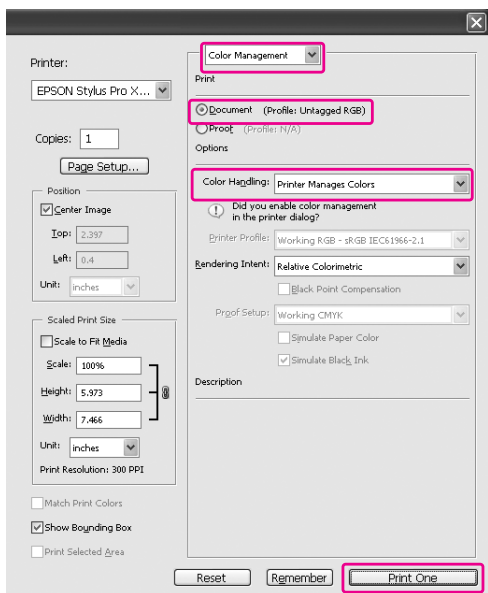 Printer:
EPSON Stylus Pro X...
Copies: 1
Page Setup...
Position
Center Image
Top: 2.397
Left: 0.4
Unit: inches
Scaled Print Size
Scale to Fit Media
Scale: 100%
Height: 5.973
Width: 7.466
Unit: inches
Print Resolution: 300 PPI
Match Print Colors
Show Bounding Box
Print Selected Area
Color Management
Print
Document (Profile: Untagged RGB)
Proof (Profile: N/A)
Options
Color Handling: Printer Manages Colors
Did you enable color management
in the printer dialog?
Printer Profile: Working RGB - sRGB IEC61966-2.1
Rendering Intent: Relative Colorimetric
Black Point Compensation
Proof Setup: Working CMYK
Simulate Paper Color
Simulate Black Ink
Description
Reset Remember Print One